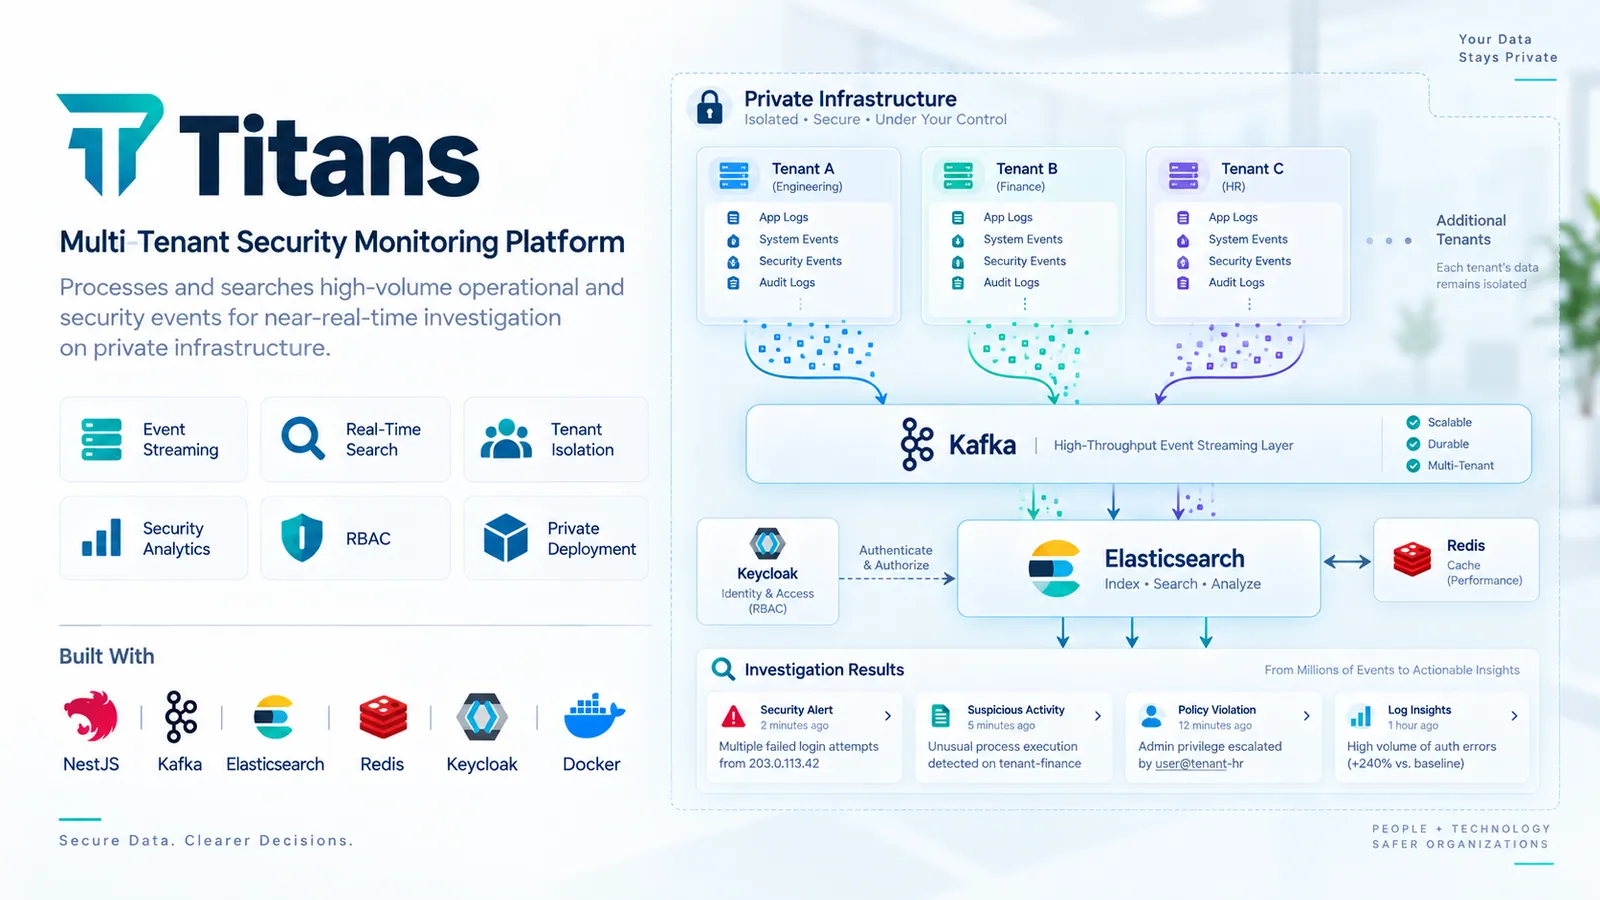 Your Data
Stays Private
Titans
Multi-Tenant Security Monitoring Platform
Processes and searches high-volume operational and
security events for near-real-time investigation
on private infrastructure.
Event
Streaming
Real-Time
Search
Tenant
Isolation
Security
Analytics
RBAC
Private
Deployment
Built With
NestJS
Kafka
Elasticsearch
Redis
Keycloak
Docker
Secure Data. Clearer Decisions.
Private Infrastructure
Isolated • Secure • Under Your Control
Tenant A
(Engineering)
App Logs
System Events
Security Events
Audit Logs
Tenant B
(Finance)
App Logs
System Events
Security Events
Audit Logs
Tenant C
(HR)
App Logs
System Events
Security Events
Audit Logs
Additional
Tenants
Each tenant's data
remains isolated
Kafka
High-Throughput Event Streaming Layer
Scalable
Durable
Multi-Tenant
Keycloak
Identity & Access
(RBAC)
Authenticate
& Authorize
Elasticsearch
Index • Search • Analyze
Redis
Cache
(Performance)
Investigation Results
From Millions of Events to Actionable Insights
Security Alert
2 minutes ago
Multiple failed login attempts
from 203.0.113.42
Suspicious Activity
5 minutes ago
Unusual process execution
detected on tenant-finance
Policy Violation
12 minutes ago
Admin privilege escalated
by user@tenant-hr
Log Insights
1 hour ago
High volume of auth errors
(+240% vs. baseline)
PEOPLE + TECHNOLOGY
SAFER ORGANIZATIONS